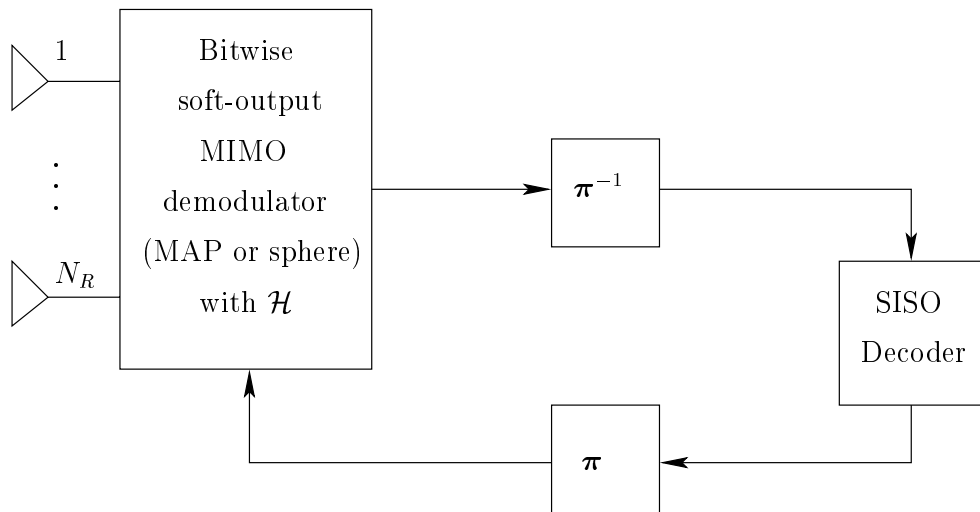 1
Bitwise
soft-output
MIMO
demodulator
(MAP or sphere)
with ℋ
N_R
π⁻¹
SISO
Decoder
π